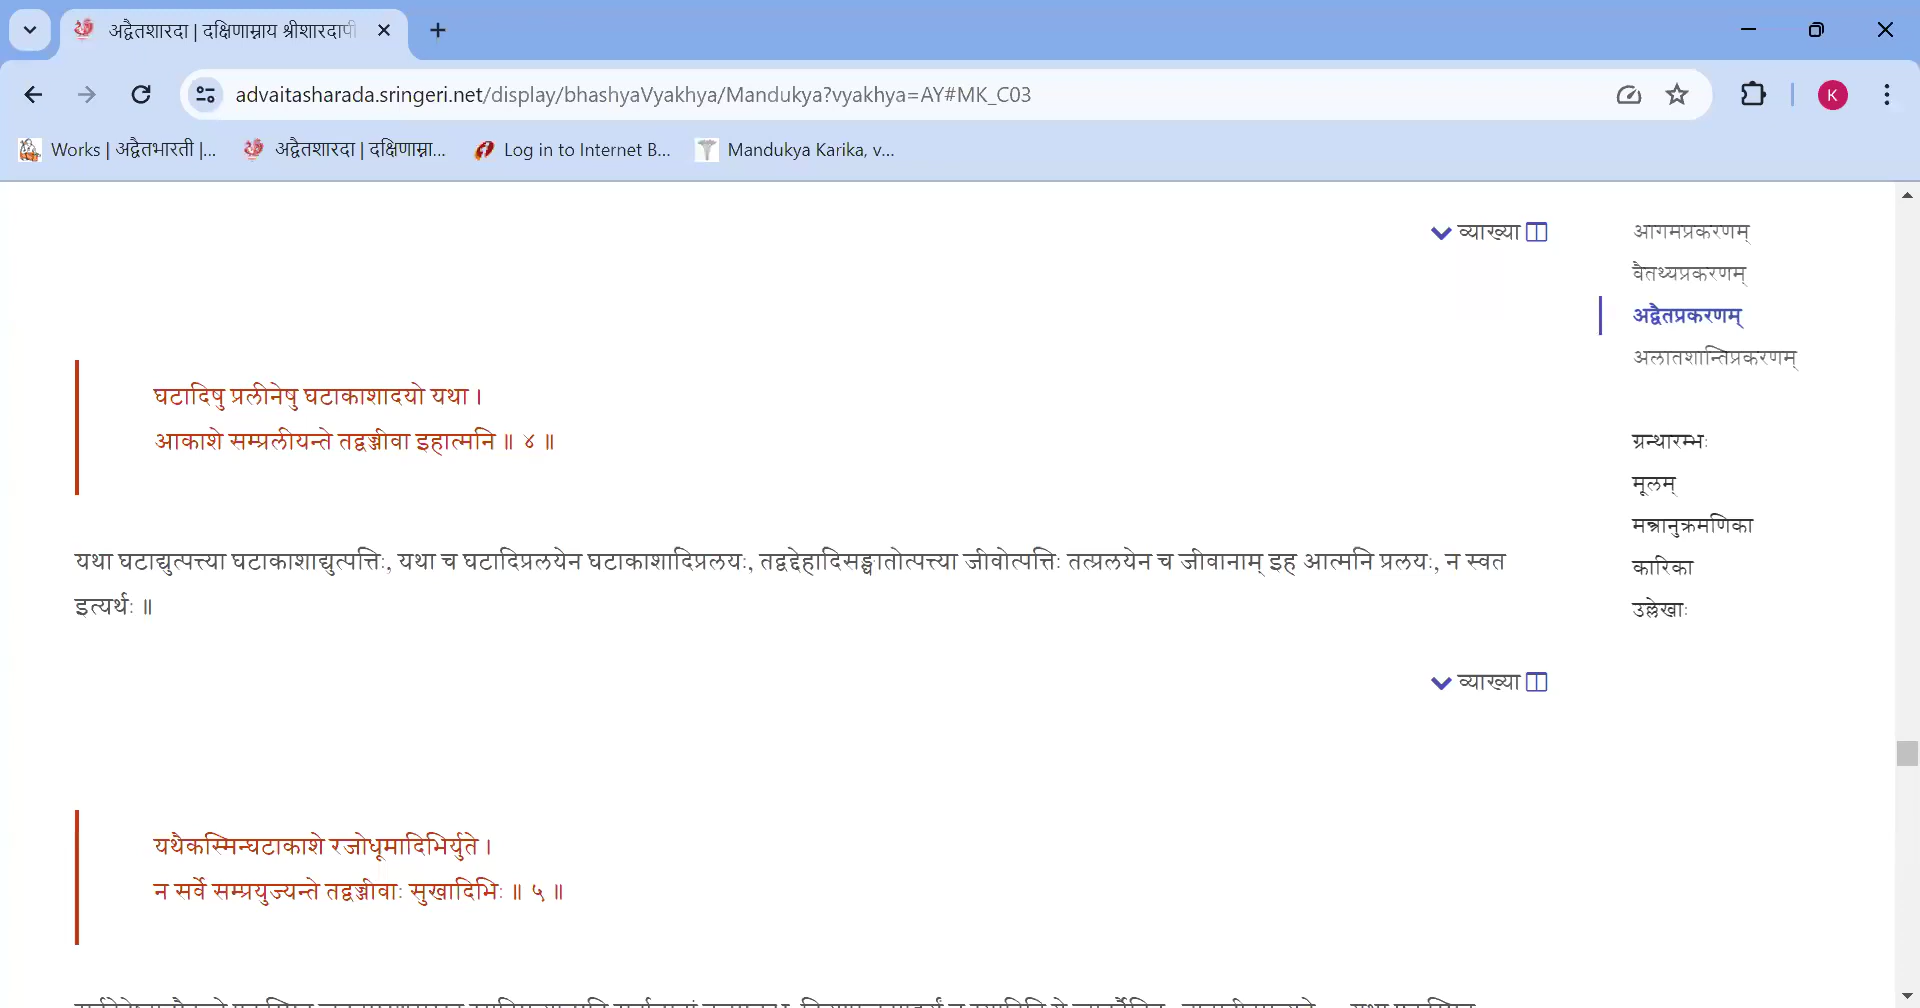 अद्वैतशारदा | दक्षिणाम्नाय श्रीशारदापी
advaitasharada.sringeri.net/display/bhashyaVyakhya/Mandukya?vyakhya=AY#MK_C03
K
Works | अद्वैतभारती |...
अद्वैतशारदा | दक्षिणाम्ना...
Log in to Internet B...
Mandukya Karika, v...
व्याख्या
आगमप्रकरणम्
वैतथ्यप्रकरणम्
अद्वैतप्रकरणम्
अलातशान्तिप्रकरणम्
घटादिषु प्रलीनेषु घटाकाशादयो यथा ।
आकाशे सम्प्रलीयन्ते तद्वज्जीवा इहात्मनि ॥ ४ ॥
ग्रन्थारम्भः
मूलम्
मन्त्रानुक्रमणिका
कारिका
उल्लेखाः
यथा घटाद्युत्पत्त्या घटाकाशाद्युत्पत्तिः, यथा च घटादिप्रलयेन घटाकाशादिप्रलयः, तद्वद्देहादिसङ्घातोत्पत्त्या जीवोत्पत्तिः तत्प्रलयेन च जीवानाम् इह आत्मनि प्रलयः, न स्वत
इत्यर्थः ॥
व्याख्या
यथैकस्मिन्घटाकाशे रजोधूमादिभिर्युते ।
न सर्वे सम्प्रयुज्यन्ते तद्वज्जीवाः सुखादिभिः ॥ ५ ॥